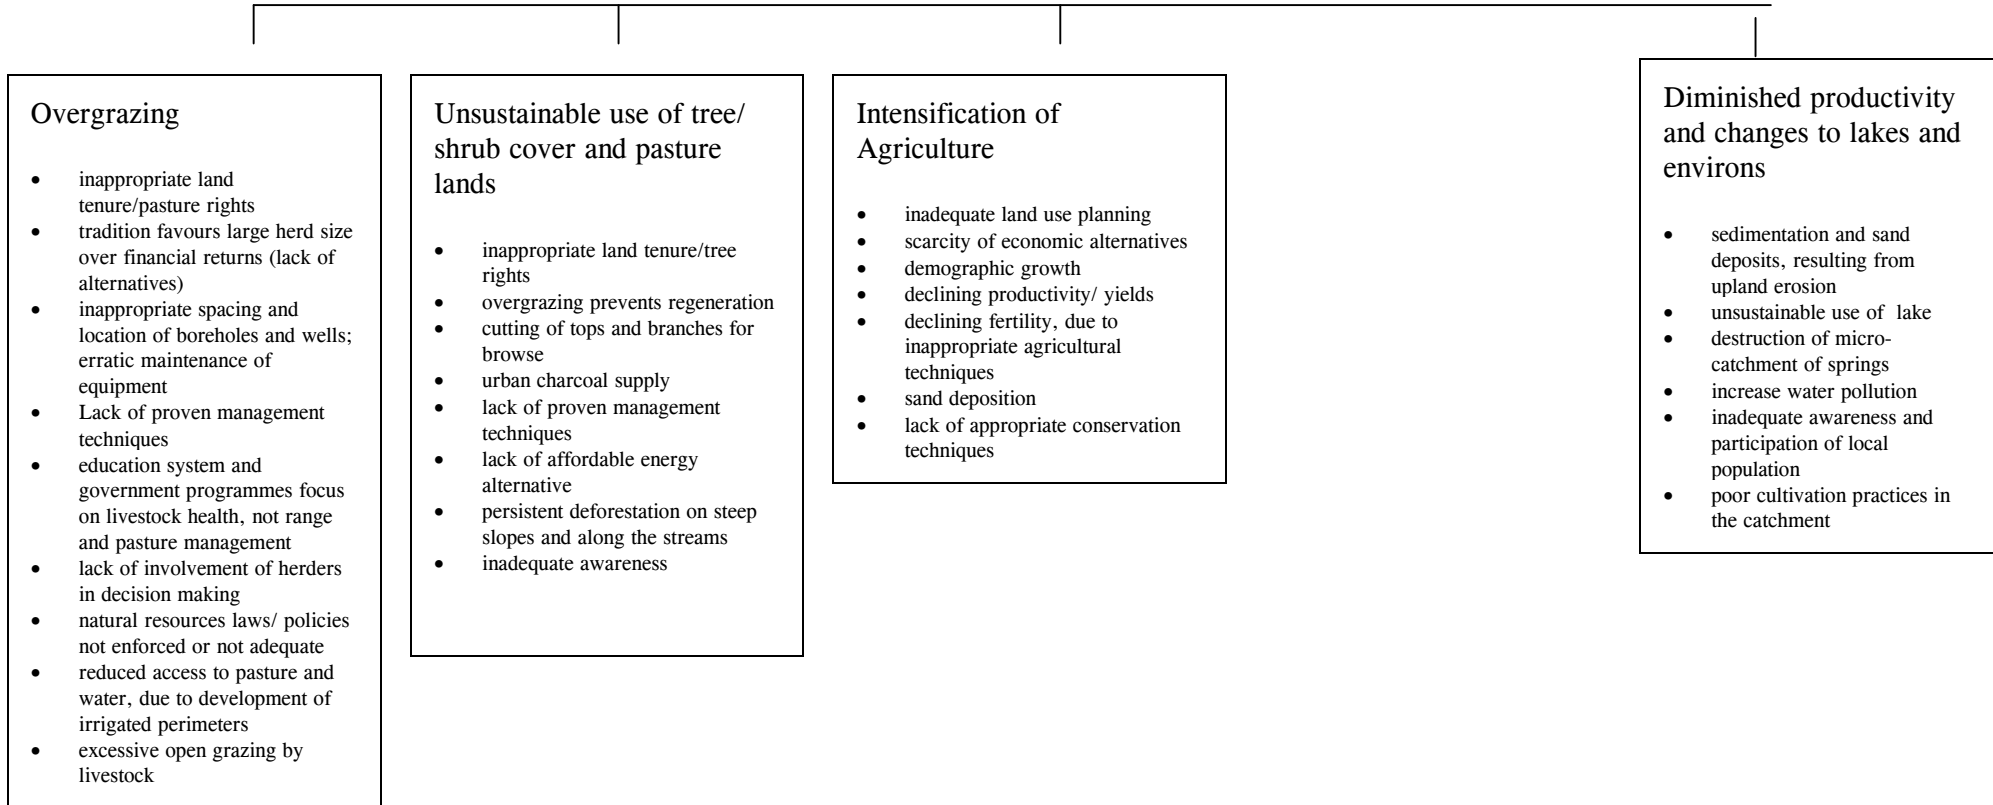 Overgrazing
• inappropriate land
tenure/pasture rights
• tradition favours large herd size
over financial returns (lack of
alternatives)
• inappropriate spacing and
location of boreholes and wells;
erratic maintenance of
equipment
• Lack of proven management
techniques
• education system and
government programmes focus
on livestock health, not range
and pasture management
• lack of involvement of herders
in decision making
• natural resources laws/ policies
not enforced or not adequate
• reduced access to pasture and
water, due to development of
irrigated perimeters
• excessive open grazing by
livestock
Unsustainable use of tree/
shrub cover and pasture
lands
• inappropriate land tenure/tree
rights
• overgrazing prevents regeneration
• cutting of tops and branches for
browse
• urban charcoal supply
• lack of proven management
techniques
• lack of affordable energy
alternative
• persistent deforestation on steep
slopes and along the streams
• inadequate awareness
Intensification of
Agriculture
• inadequate land use planning
• scarcity of economic alternatives
• demographic growth
• declining productivity/ yields
• declining fertility, due to
inappropriate agricultural
techniques
• sand deposition
• lack of appropriate conservation
techniques
Diminished productivity
and changes to lakes and
environs
• sedimentation and sand
deposits, resulting from
upland erosion
• unsustainable use of lake
• destruction of micro-
catchment of springs
• increase water pollution
• inadequate awareness and
participation of local
population
• poor cultivation practices in
the catchment